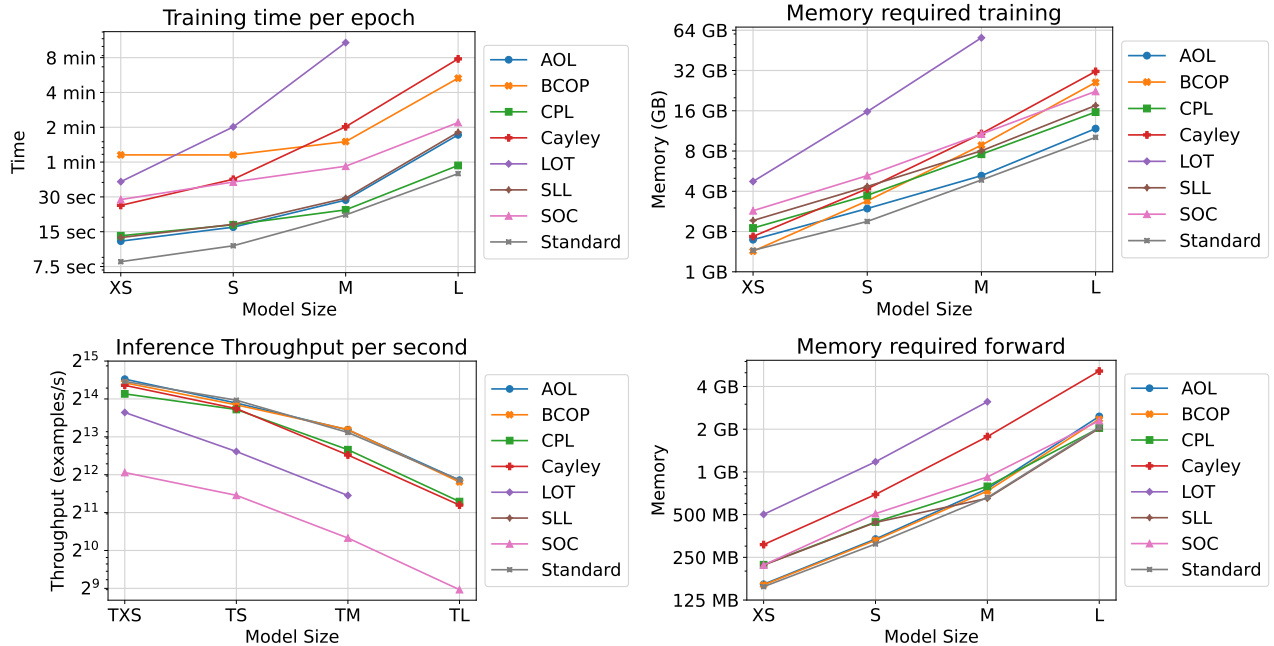 Training time per epoch
Time
8 min
4 min
2 min
1 min
30 sec
15 sec
7.5 sec
XS S M L
Model Size
AOL
BCOP
CPL
Cayley
LOT
SLL
SOC
Standard
Memory required training
Memory (GB)
64 GB
32 GB
16 GB
8 GB
4 GB
2 GB
1 GB
XS S M L
Model Size
AOL
BCOP
CPL
Cayley
LOT
SLL
SOC
Standard
Inference Throughput per second
Throughput (examples/s)
2^15
2^14
2^13
2^12
2^11
2^10
2^9
TXS TS TM TL
Model Size
AOL
BCOP
CPL
Cayley
LOT
SLL
SOC
Standard
Memory required forward
Memory
4 GB
2 GB
1 GB
500 MB
250 MB
125 MB
XS S M L
Model Size
AOL
BCOP
CPL
Cayley
LOT
SLL
SOC
Standard